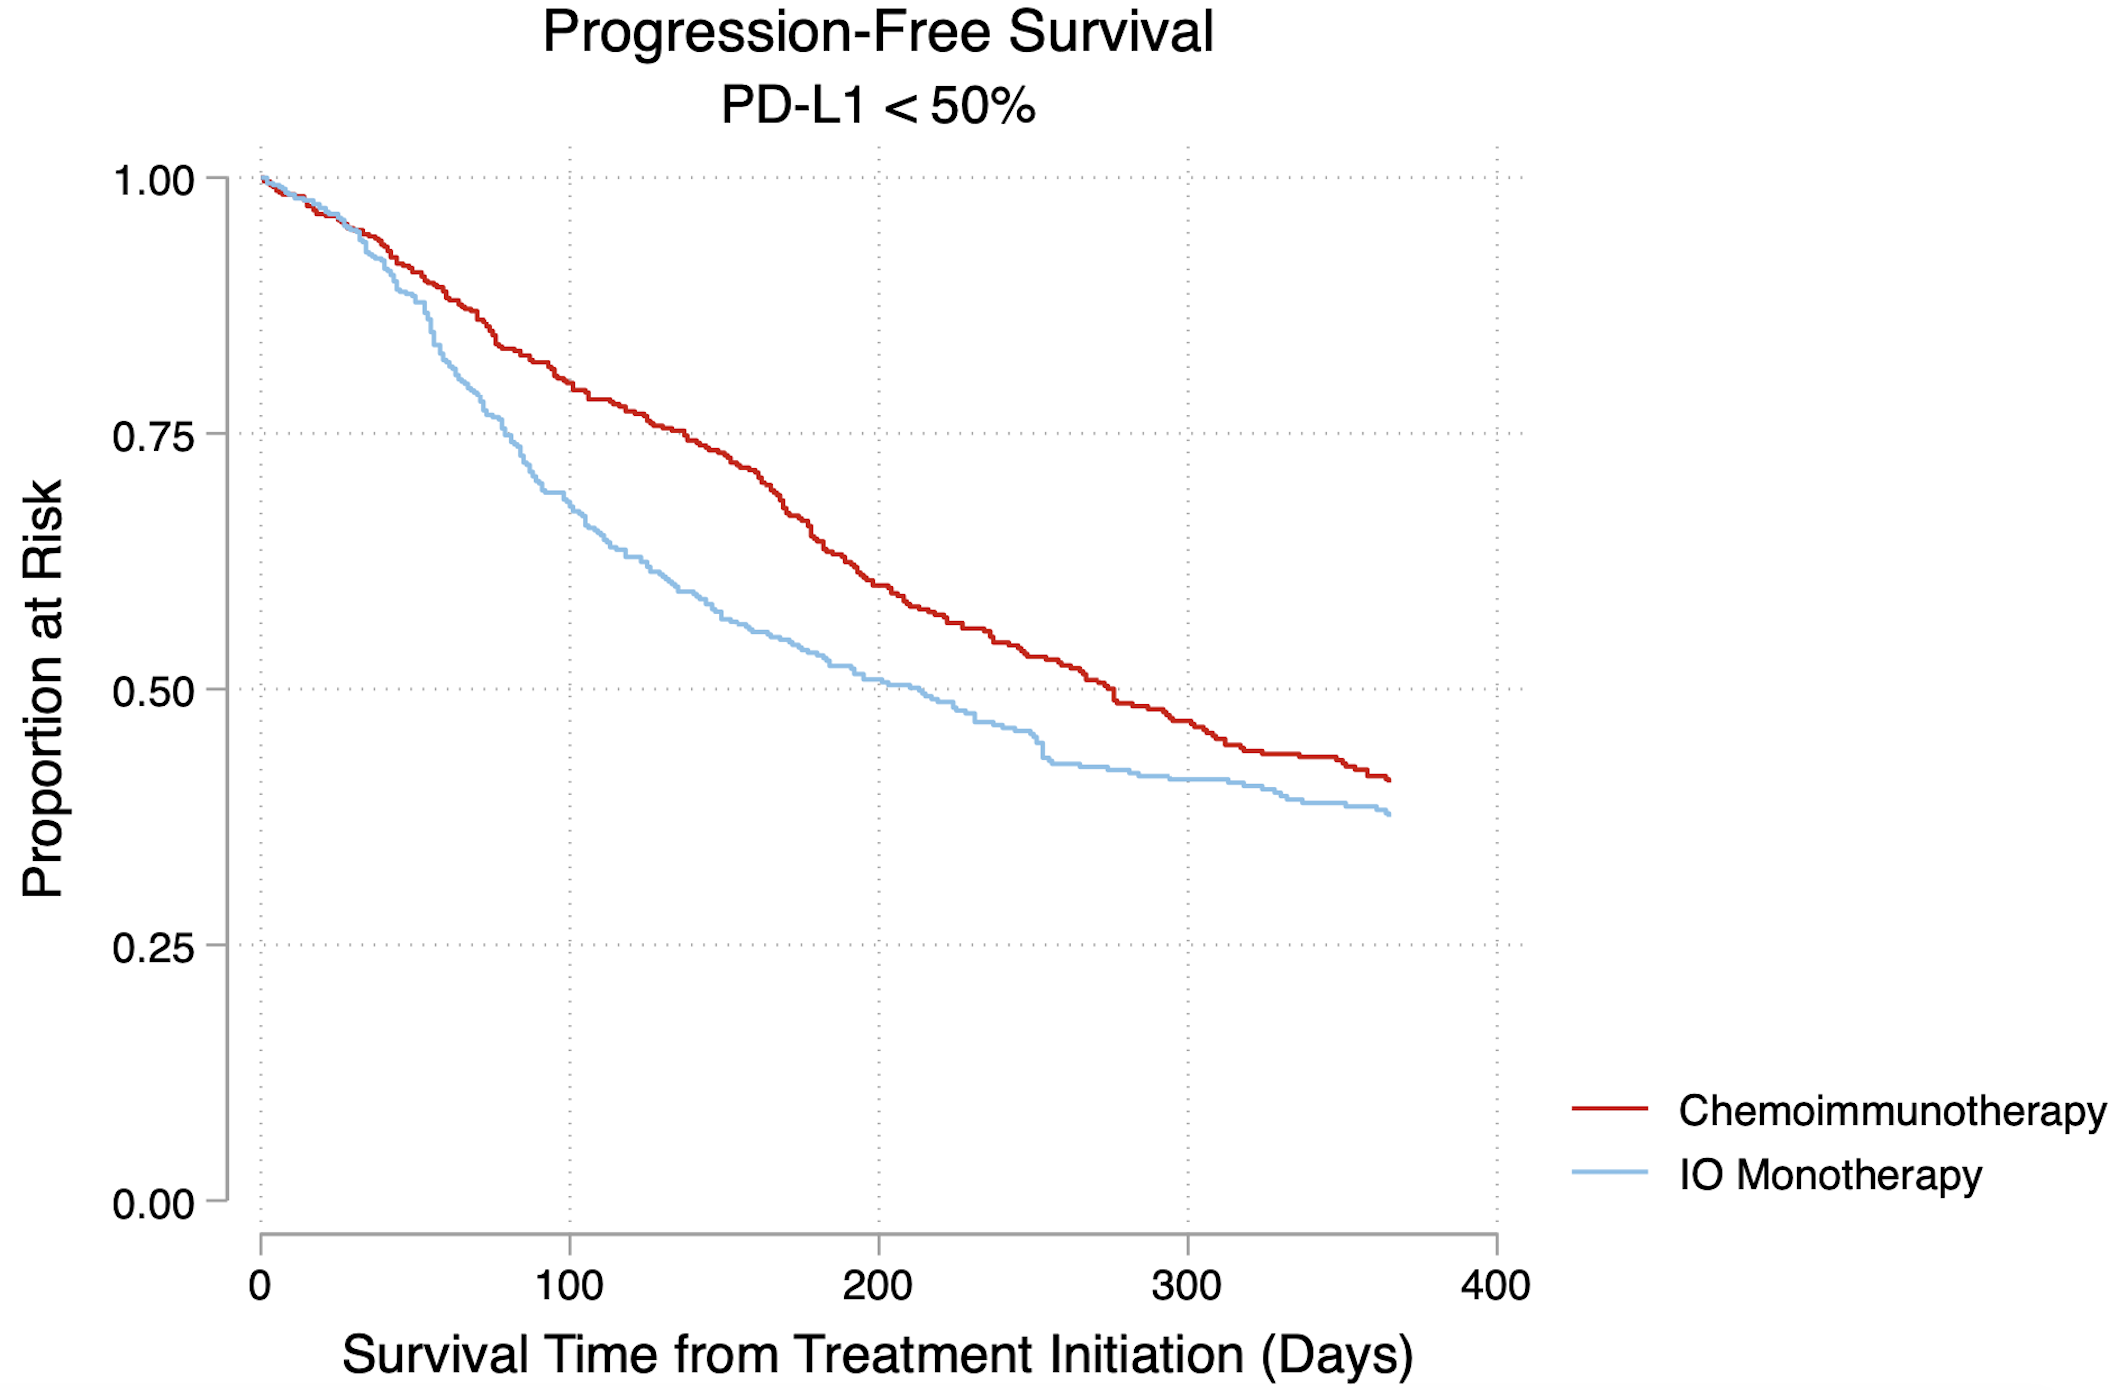 Progression-Free Survival
PD-L1 < 50%
Proportion at Risk
1.00
0.75
0.50
0.25
0.00
0 100 200 300 400
Survival Time from Treatment Initiation (Days)
Chemoimmunotherapy
IO Monotherapy